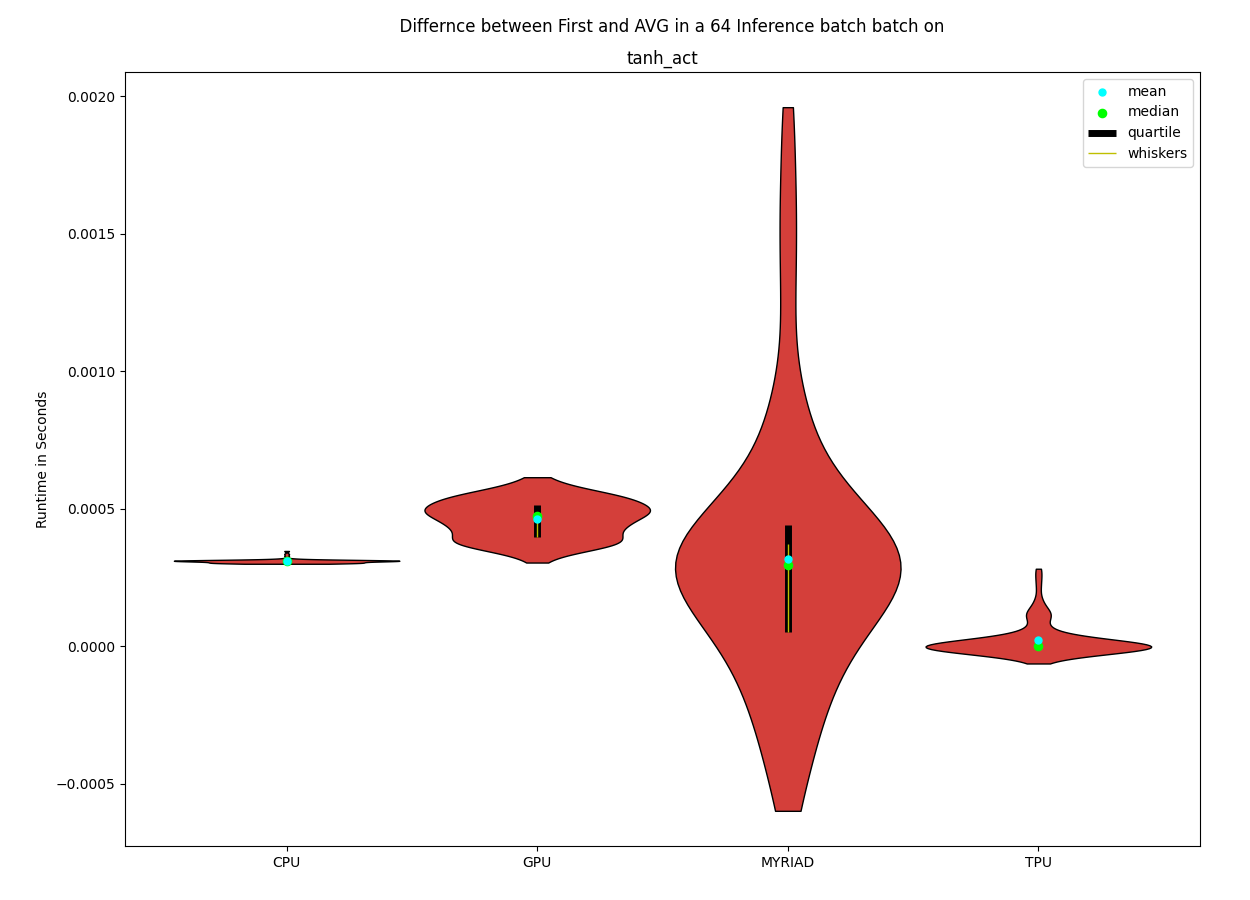 Differnce between First and AVG in a 64 Inference batch batch on
tanh_act
mean
median
quartile
whiskers
Runtime in Seconds
0.0020
0.0015
0.0010
0.0005
0.0000
−0.0005
CPU GPU MYRIAD TPU